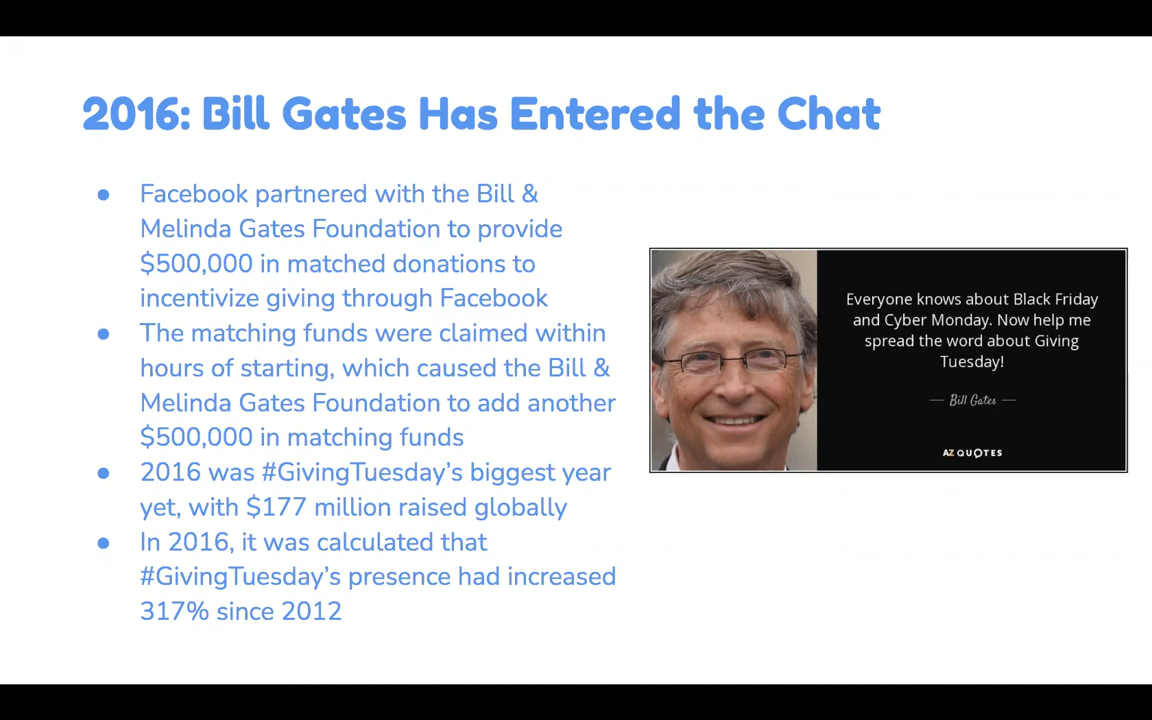 2016: Bill Gates Has Entered the Chat
● Facebook partnered with the Bill &
Melinda Gates Foundation to provide
$500,000 in matched donations to
incentivize giving through Facebook
● The matching funds were claimed within
hours of starting, which caused the Bill &
Melinda Gates Foundation to add another
$500,000 in matching funds
● 2016 was #GivingTuesday’s biggest year
yet, with $177 million raised globally
● In 2016, it was calculated that
#GivingTuesday’s presence had increased
317% since 2012
Everyone knows about Black Friday
and Cyber Monday. Now help me
spread the word about Giving
Tuesday!
— Bill Gates —
AZ QUOTES